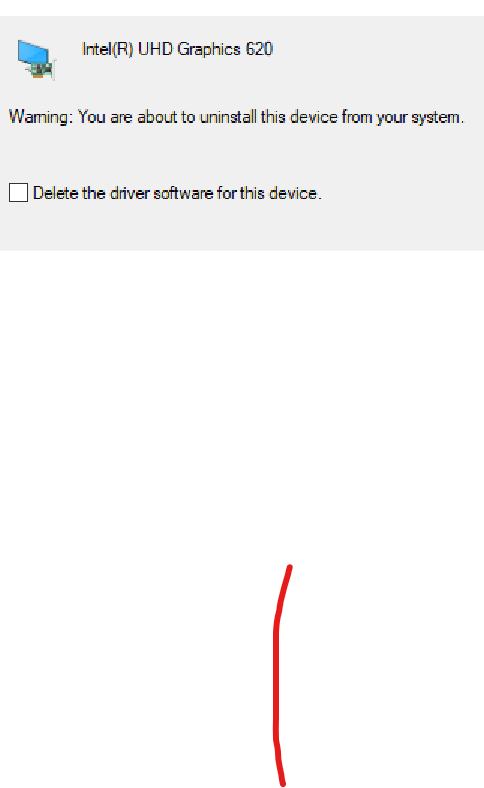 Intel(R) UHD Graphics 620
Warning: You are about to uninstall this device from your system.
Delete the driver software for this device.